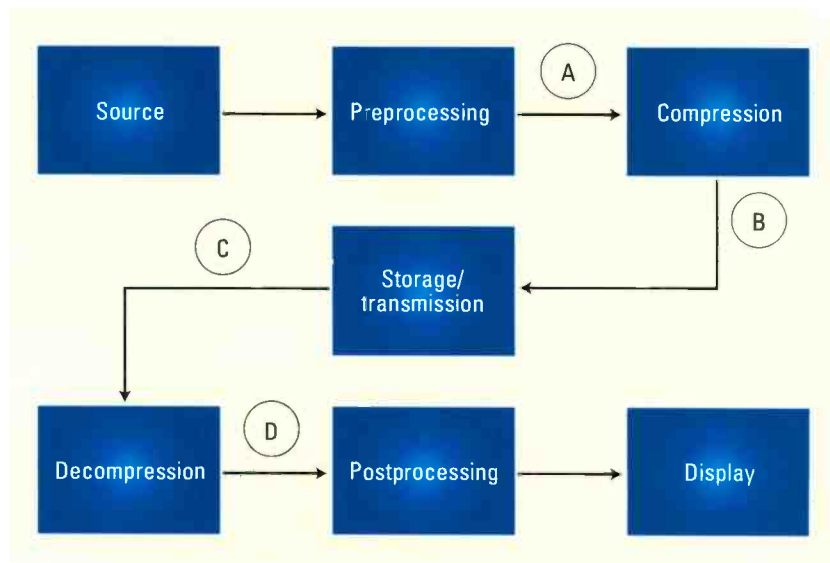 Source
Preprocessing
A
Compression
B
C
Storage/
transmission
Decompression
D
Postprocessing
Display